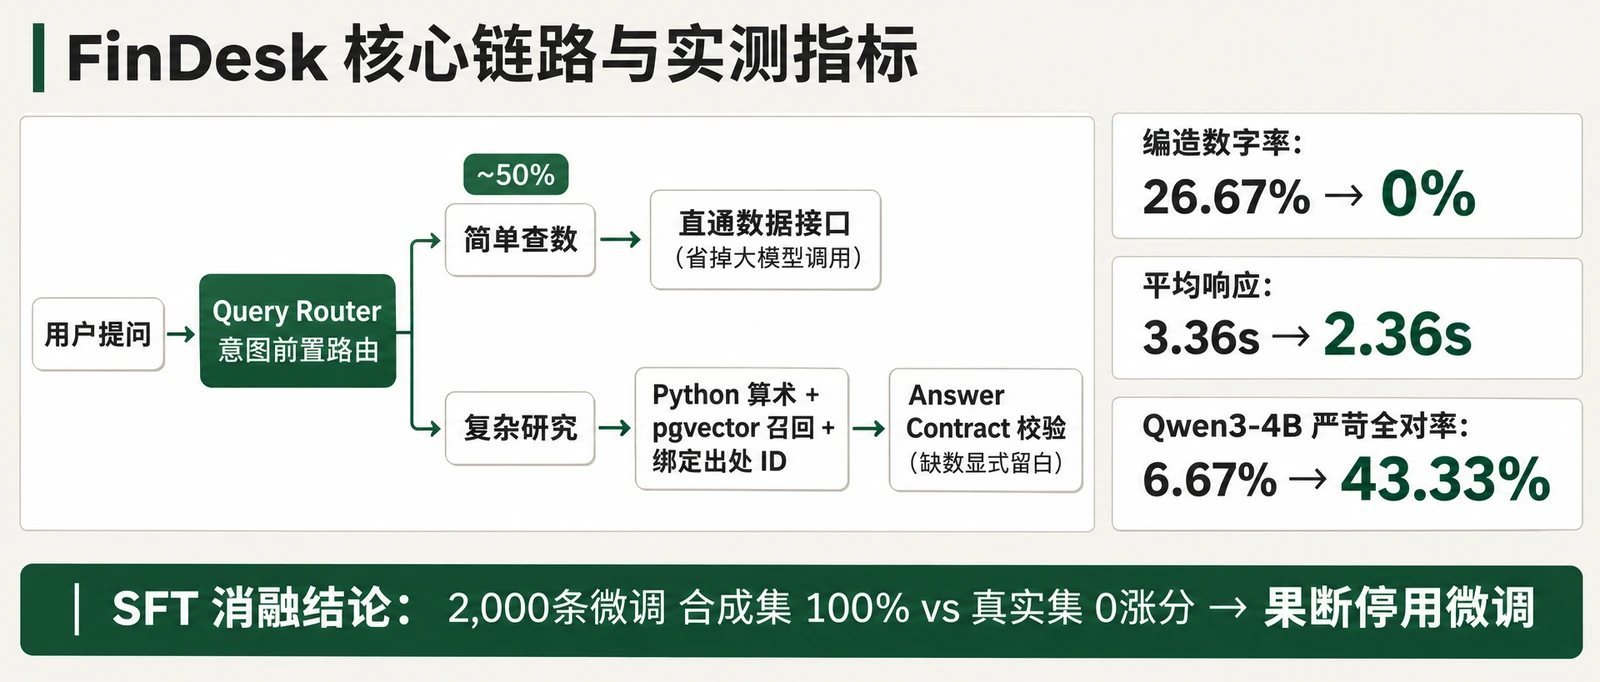 FinDesk 核心链路与实测指标
用户提问
Query Router
意图前置路由
~50%
简单查数
直通数据接口
（省掉大模型调用）
复杂研究
Python 算术 +
pgvector 召回 +
绑定出处 ID
Answer
Contract 校验
（缺数显式留白）
编造数字率：
26.67% → 0%
平均响应：
3.36s → 2.36s
Qwen3-4B 严苛全对率：
6.67% → 43.33%
SFT 消融结论： 2,000条微调 合成集 100% vs 真实集 0涨分 → 果断停用微调